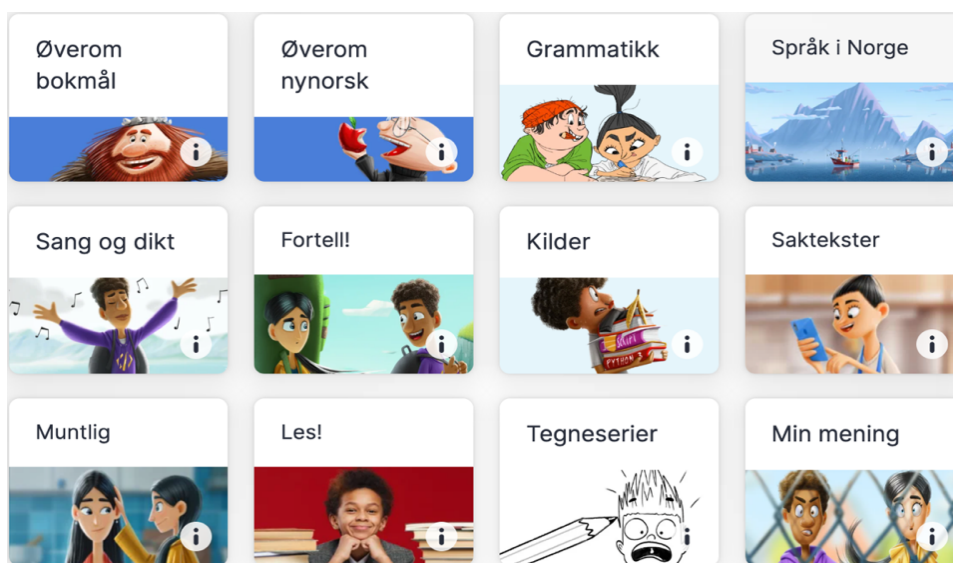 Øverom
bokmål
Øverom
nynorsk
Grammatikk
Språk i Norge
Sang og dikt
Fortell!
Kilder
Saktekster
PYTHON 3
Muntlig
Les!
Tegneserier
Min mening